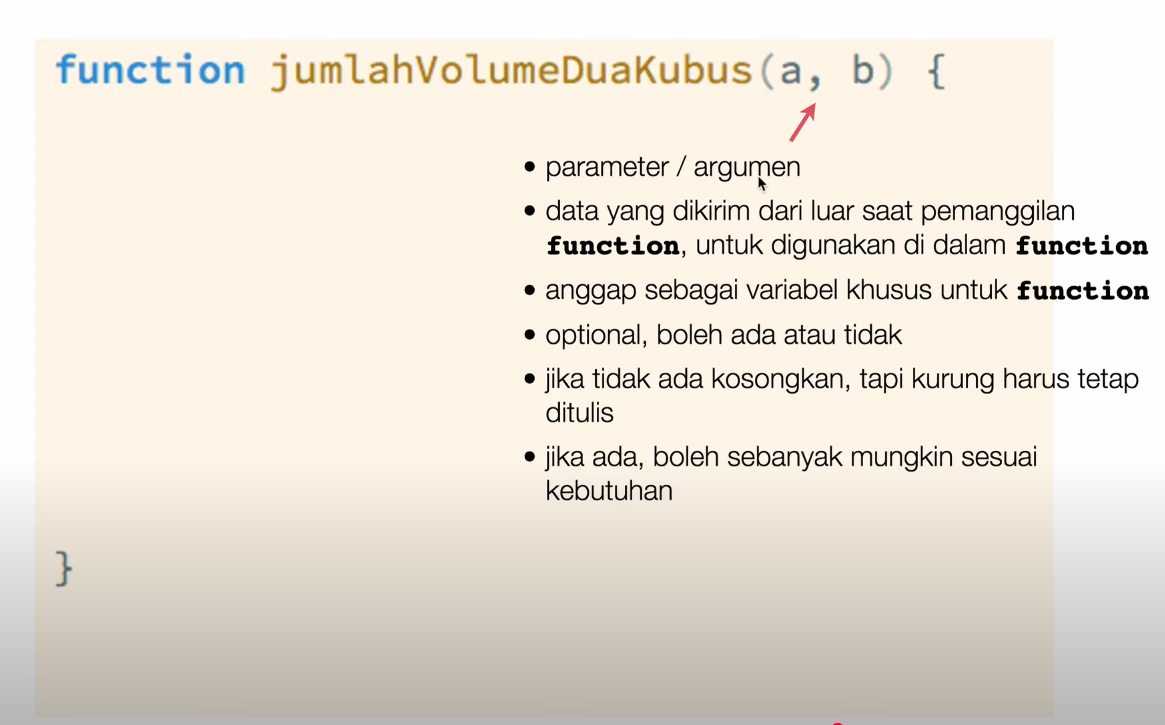 function jumlahVolumeDuaKubus(a, b) {
• parameter / argumen
• data yang dikirim dari luar saat pemanggilan
function, untuk digunakan di dalam function
• anggap sebagai variabel khusus untuk function
• optional, boleh ada atau tidak
• jika tidak ada kosongkan, tapi kurung harus tetap
ditulis
• jika ada, boleh sebanyak mungkin sesuai
kebutuhan
}